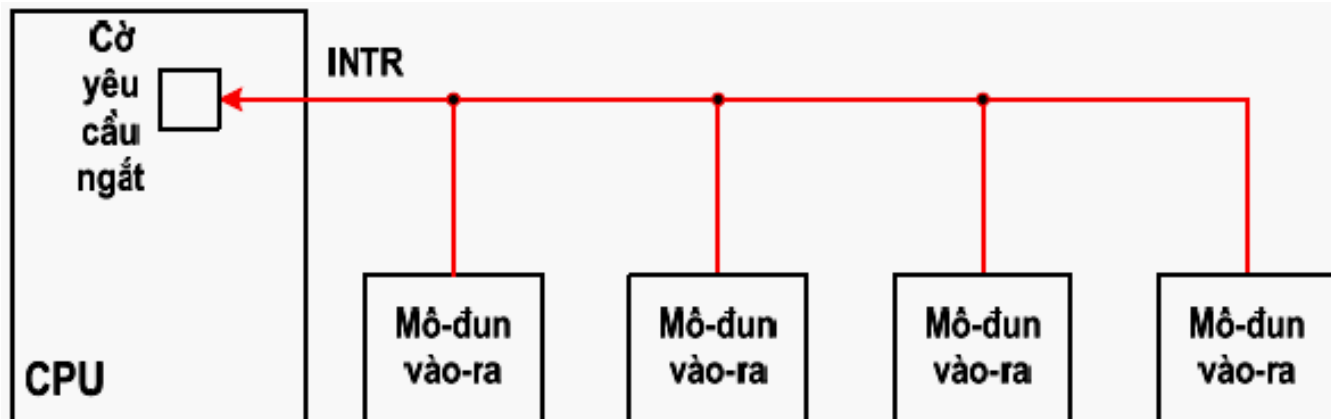 Cờ
yêu
cầu
ngắt
INTR
CPU
Mô-đun
vào-ra
Mô-đun
vào-ra
Mô-đun
vào-ra
Mô-đun
vào-ra